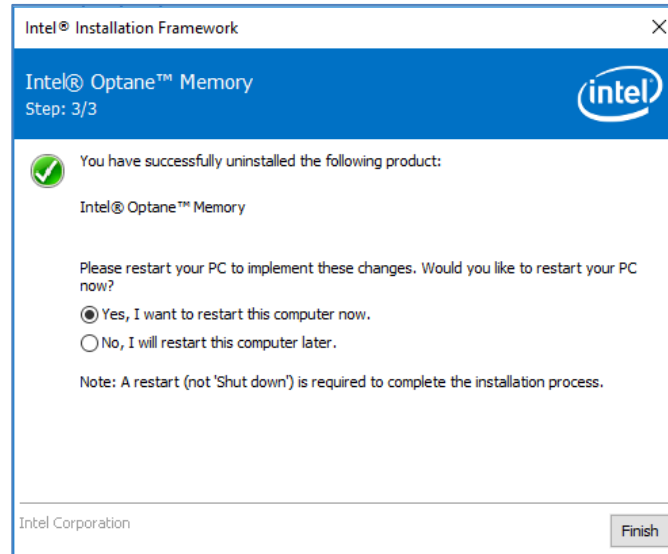 Intel® Installation Framework
Intel® Optane™ Memory
Step: 3/3
intel
You have successfully uninstalled the following product:
Intel® Optane™ Memory
Please restart your PC to implement these changes. Would you like to restart your PC
now?
Yes, I want to restart this computer now.
No, I will restart this computer later.
Note: A restart (not 'Shut down') is required to complete the installation process.
Intel Corporation
Finish